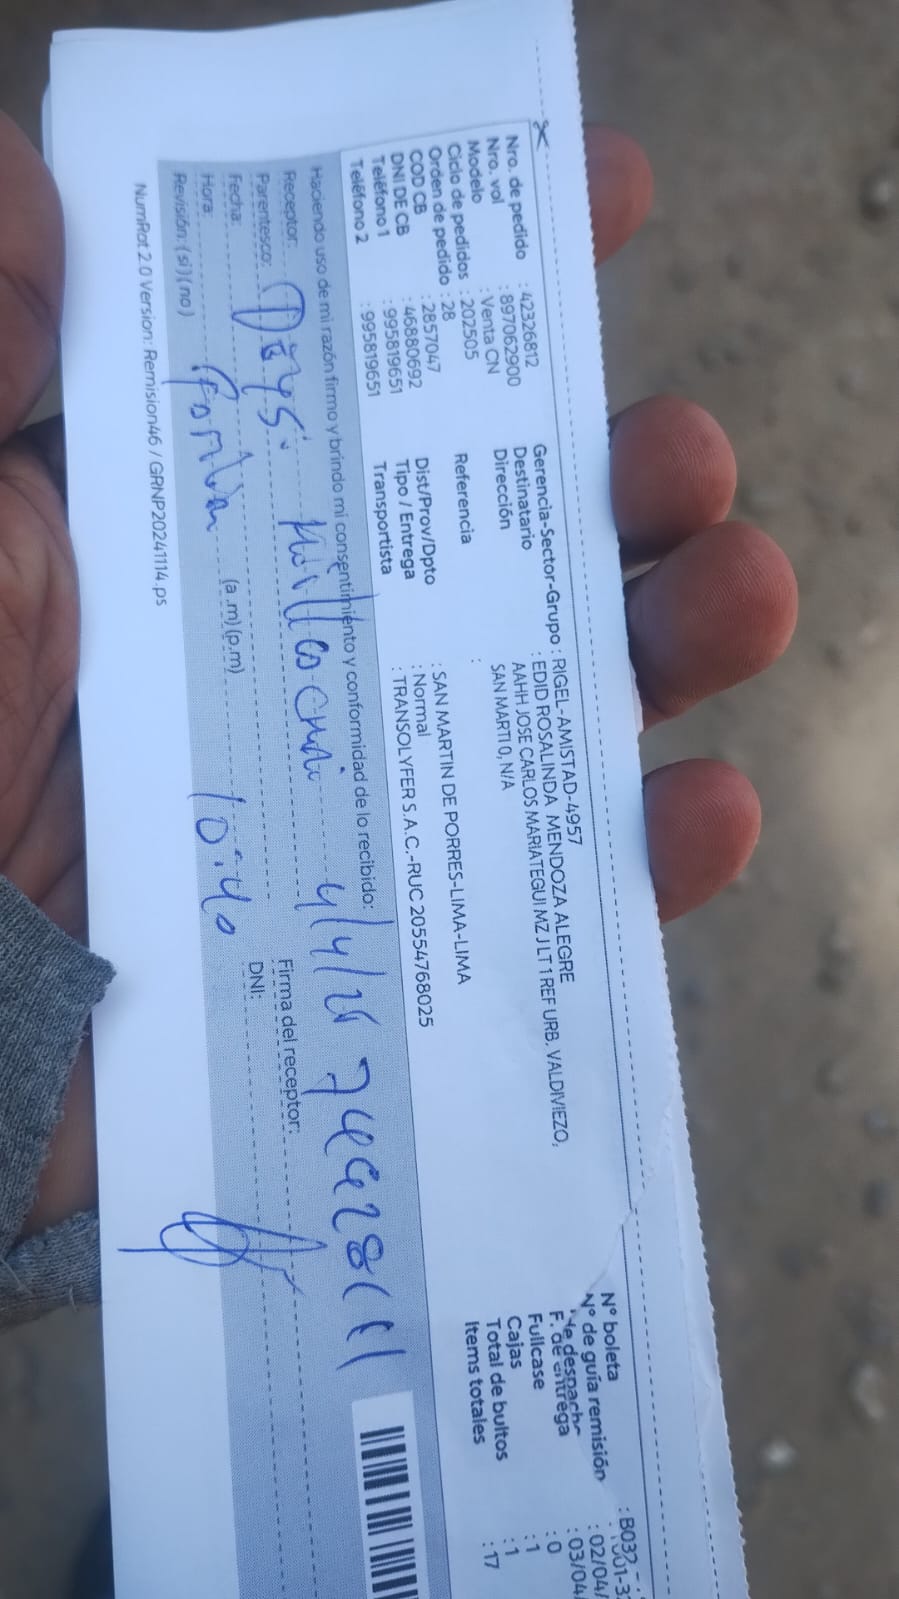 Nro. de pedido : 42326812
Nro. vol : 897062900
Modelo : Venta CN
Ciclo de pedidos : 202505
Orden de pedido : 28
COD CB : 2857047
DNI DE CB : 46880692
Teléfono 1 : 995819651
Teléfono 2 : 995819651
Gerencia-Sector-Grupo : RIGEL-AMISTAD-4957
Destinatario : EDID ROSALINDA MENDOZA ALEGRE
Dirección : AAHH JOSE CARLOS MARIATEGUI MZ J LT 1 REF URB. VALDIVIEZO,
SAN MARTI 0, N/A
Referencia :
Dist/Prov/Dpto : SAN MARTIN DE PORRES-LIMA-LIMA
Tipo / Entrega : Normal
Transportista : TRANSOLYFER S.A.C.-RUC 20554768025
N° boleta : B032-
N° de guía remisión
de despacho : 02/04/
F. de entrega : 03/04/
Fullcase : 0
Cajas : 1
Total de bultos : 1
Items totales : 17
Haciendo uso de mi razón firmo y brindo mi consentimiento y conformidad de lo recibido:
Receptor:
Parentesco:
Fecha:
Hora: (a.m)(p.m)
Revisión: (si)(no)
Firma del receptor:
DNI:
10:40
NumRot 2.0 Version: Remision46 / GRNP20241114.ps